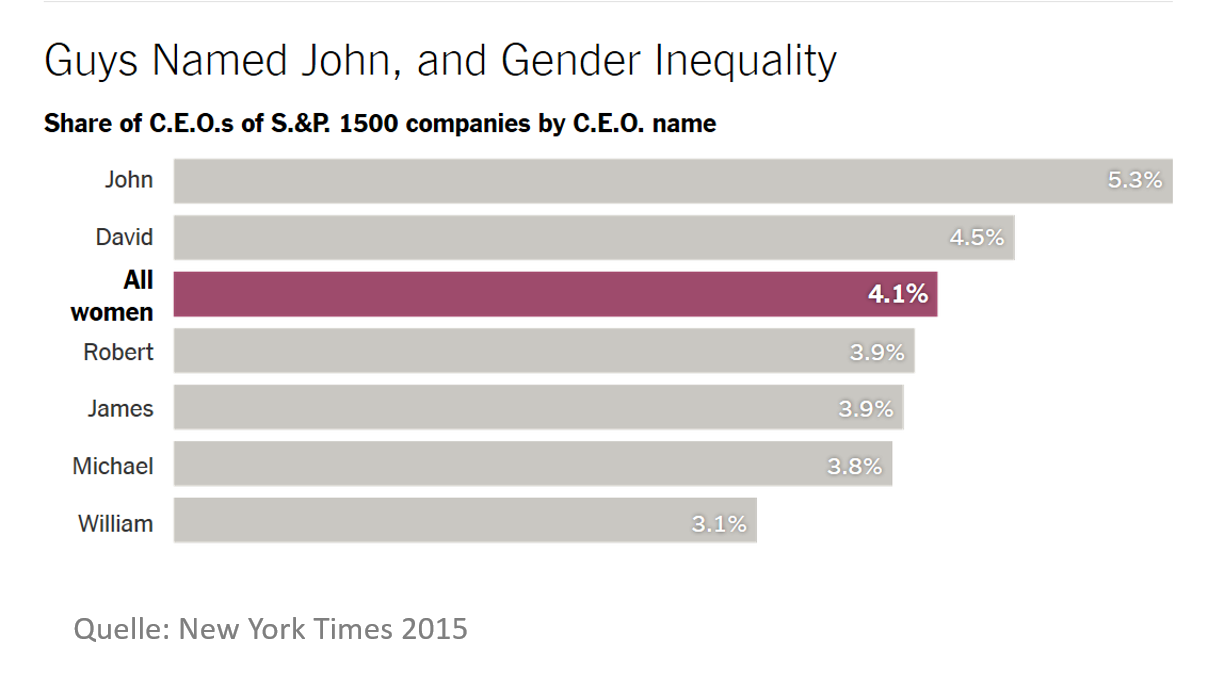 Guys Named John, and Gender Inequality
Share of C.E.O.s of S.&P. 1500 companies by C.E.O. name
John 5.3%
David 4.5%
All
women 4.1%
Robert 3.9%
James 3.9%
Michael 3.8%
William 3.1%
Quelle: New York Times 2015